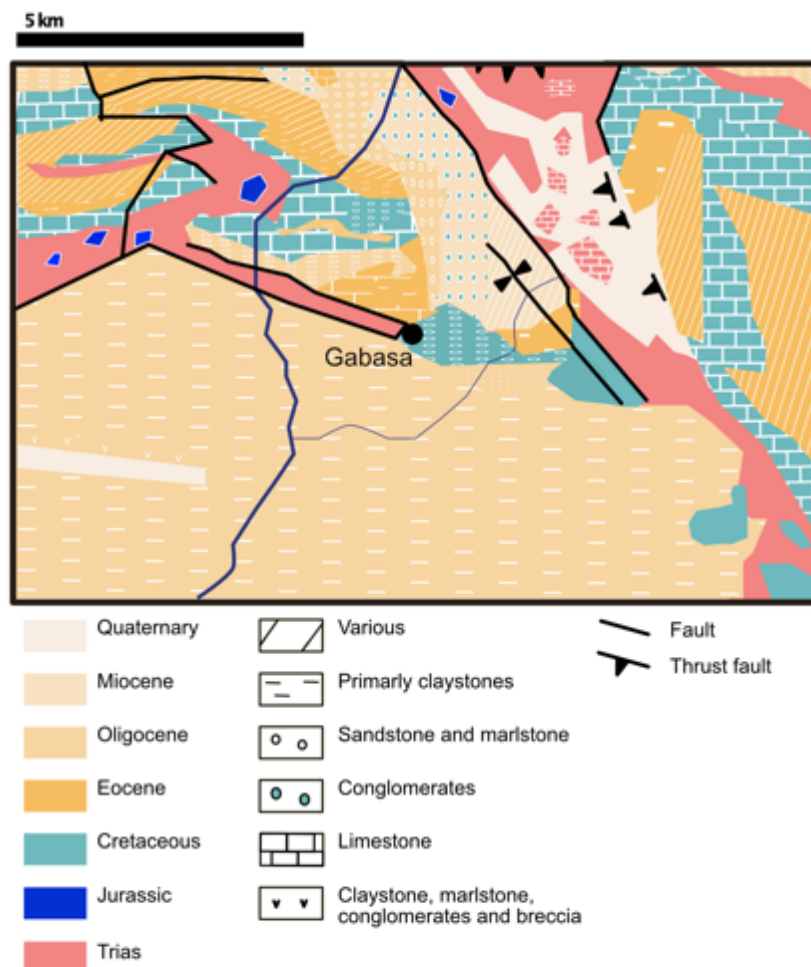 5 km
Gabasa
Quaternary
Various
Fault
Miocene
Primarly claystones
Thrust fault
Oligocene
Sandstone and marlstone
Eocene
Conglomerates
Cretaceous
Limestone
Jurassic
Claystone, marlstone,
conglomerates and breccia
Trias